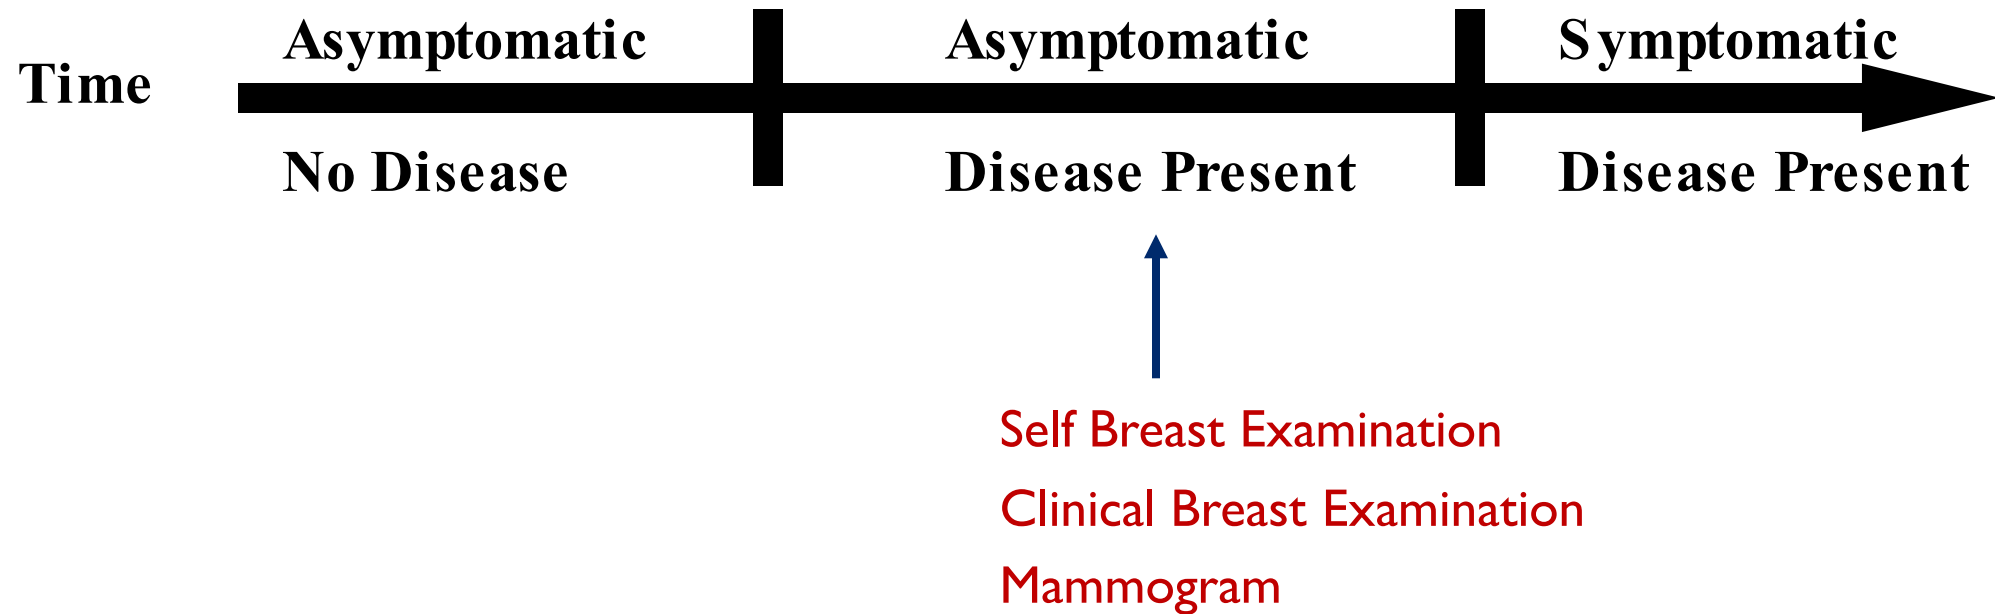 Asymptomatic Asymptomatic Symptomatic
Time
No Disease Disease Present Disease Present
Self Breast Examination
Clinical Breast Examination
Mammogram